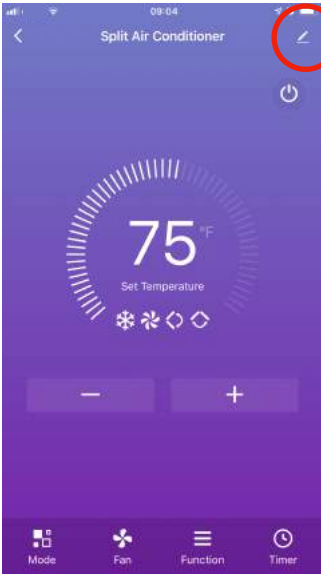 09:04
Split Air Conditioner
75°F
Set Temperature
− +
Mode Fan Function Timer